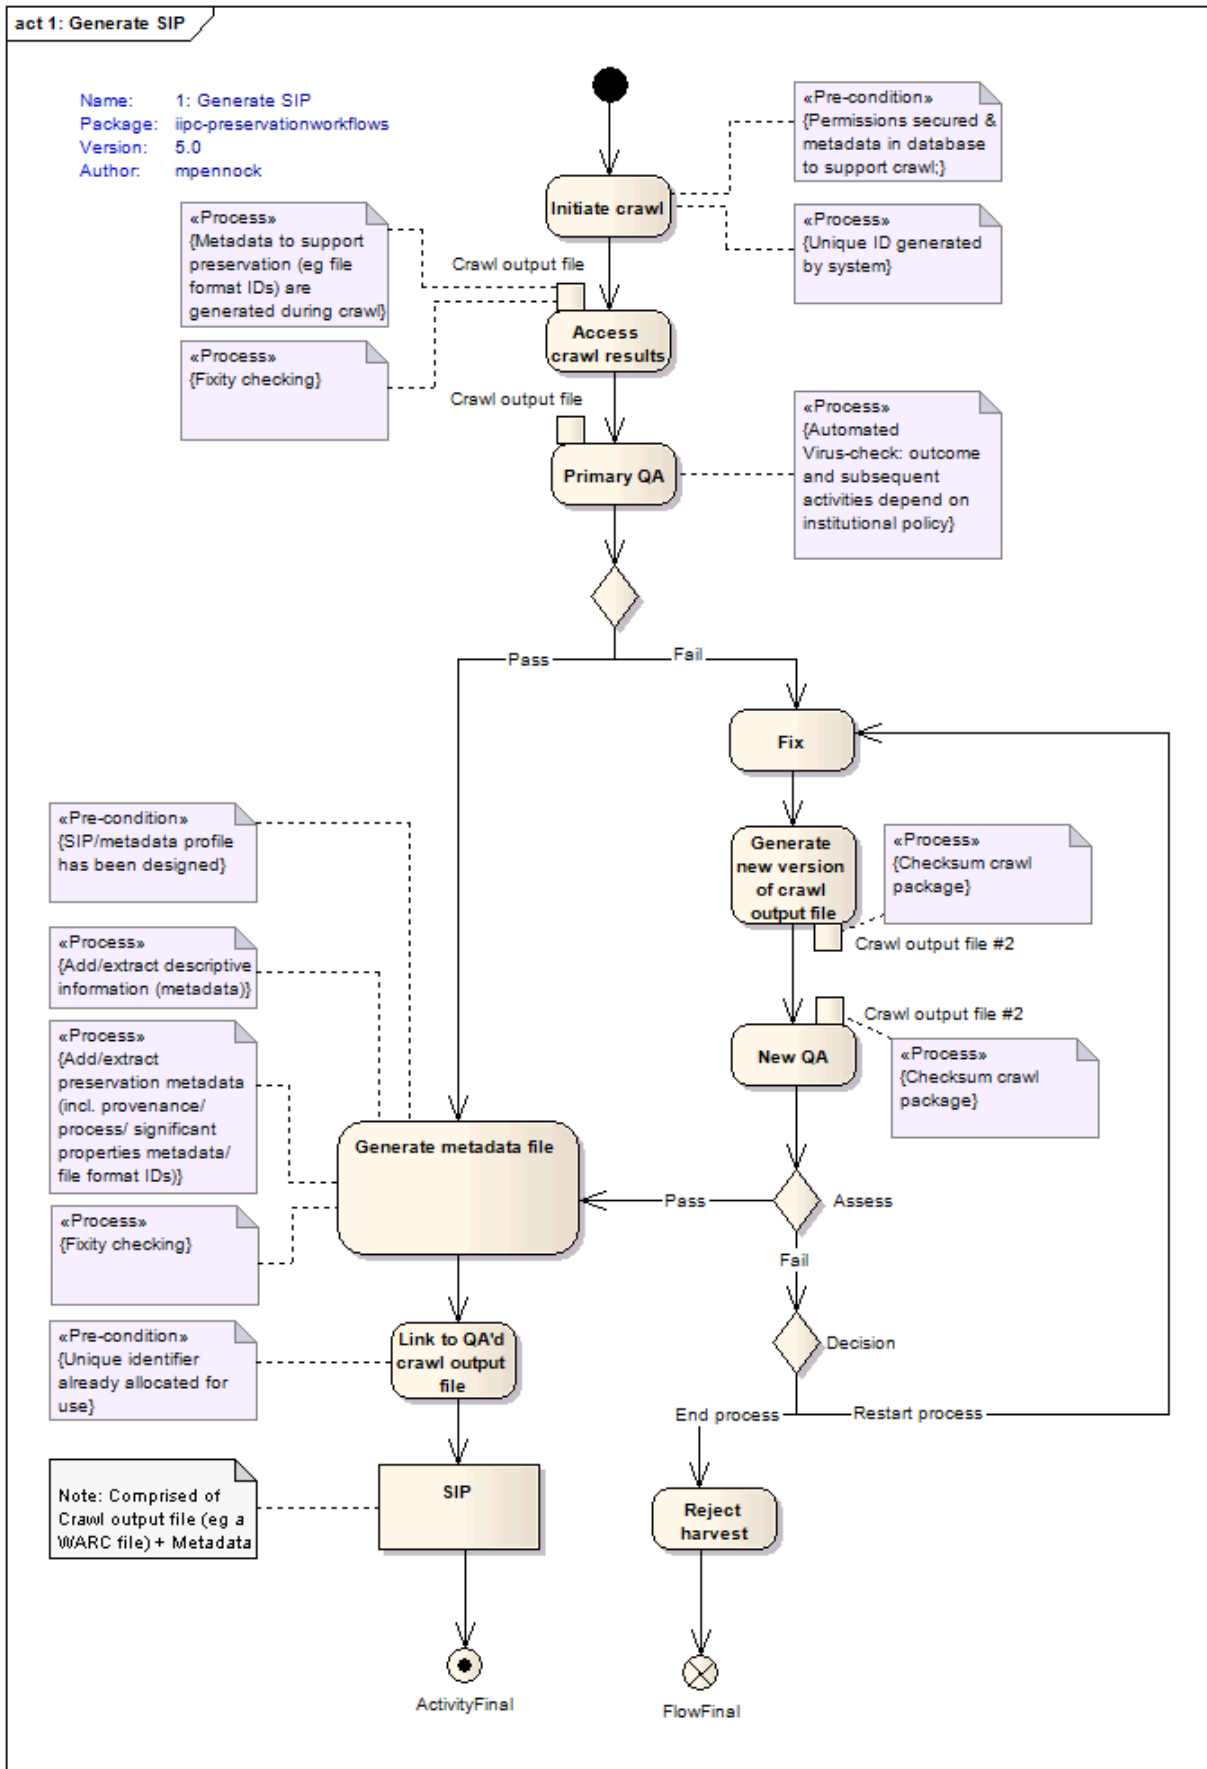 act 1: Generate SIP
Name: 1: Generate SIP
Package: iipc-preservationworkflows
Version: 5.0
Author: mpennock
«Pre-condition»
{Permissions secured &
metadata in database
to support crawl;}
Initiate crawl
«Process»
{Unique ID generated
by system}
«Process»
{Metadata to support
preservation (eg file
format IDs) are
generated during crawl}
Crawl output file
Access
crawl results
«Process»
{Fixity checking}
Crawl output file
Primary QA
«Process»
{Automated
Virus-check: outcome
and subsequent
activities depend on
institutional policy}
Pass
Fail
Fix
Generate
new version
of crawl
output file
«Process»
{Checksum crawl
package}
Crawl output file #2
Crawl output file #2
New QA
«Process»
{Checksum crawl
package}
«Pre-condition»
{SIP/metadata profile
has been designed}
«Process»
{Add/extract descriptive
information (metadata)}
«Process»
{Add/extract
preservation metadata
(incl. provenance/
process/ significant
properties metadata/
file format IDs)}
Generate metadata file
Pass
Assess
Fail
«Process»
{Fixity checking}
«Pre-condition»
{Unique identifier
already allocated for
use}
Link to QA'd
crawl output
file
Decision
End process
Restart process
Note: Comprised of
Crawl output file (eg a
WARC file) + Metadata
SIP
Reject
harvest
ActivityFinal
FlowFinal